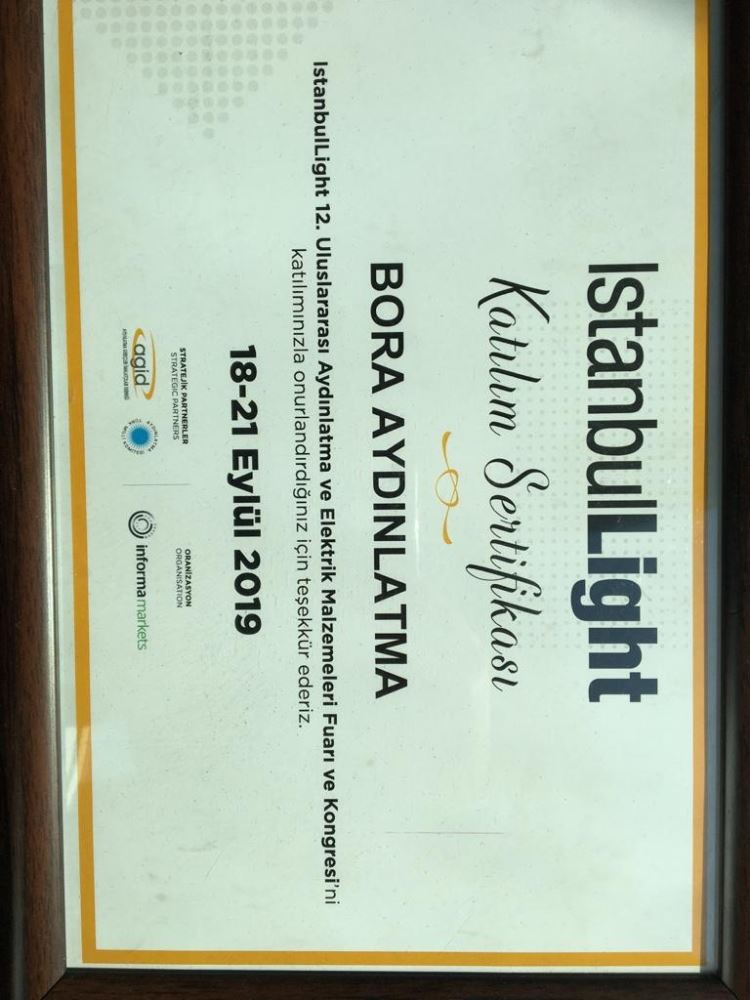 IstanbulLight
Katılım Sertifikası
BORA AYDINLATMA
IstanbulLight 12. Uluslararası Aydınlatma ve Elektrik Malzemeleri Fuarı ve Kongresi'ni
katılımınızla onurlandırdığınız için teşekkür ederiz.
18-21 Eylül 2019
STRATEJİK PARTNERLER
STRATEGIC PARTNERS
agid
ORANİZASYON
ORGANISATION
informa markets